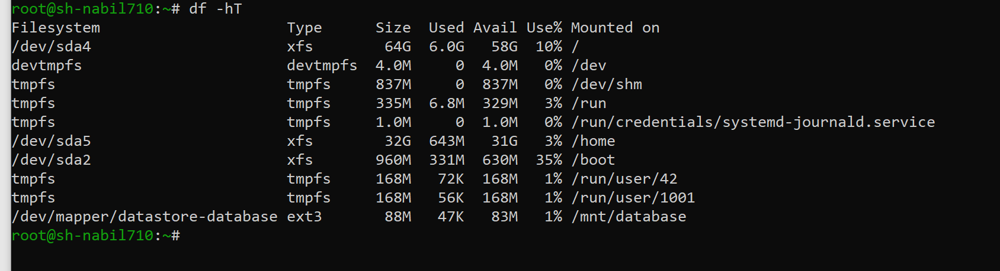 root@sh-nabil710:~# df -hT
Filesystem                     Type      Size  Used Avail Use% Mounted on
/dev/sda4                      xfs        64G  6.0G   58G  10% /
devtmpfs                       devtmpfs  4.0M     0  4.0M   0% /dev
tmpfs                          tmpfs     837M     0  837M   0% /dev/shm
tmpfs                          tmpfs     335M  6.8M  329M   3% /run
tmpfs                          tmpfs     1.0M     0  1.0M   0% /run/credentials/systemd-journald.service
/dev/sda5                      xfs        32G  643M   31G   3% /home
/dev/sda2                      xfs       960M  331M  630M  35% /boot
tmpfs                          tmpfs     168M   72K  168M   1% /run/user/42
tmpfs                          tmpfs     168M   56K  168M   1% /run/user/1001
/dev/mapper/datastore-database ext3       88M   47K   83M   1% /mnt/database
root@sh-nabil710:~#